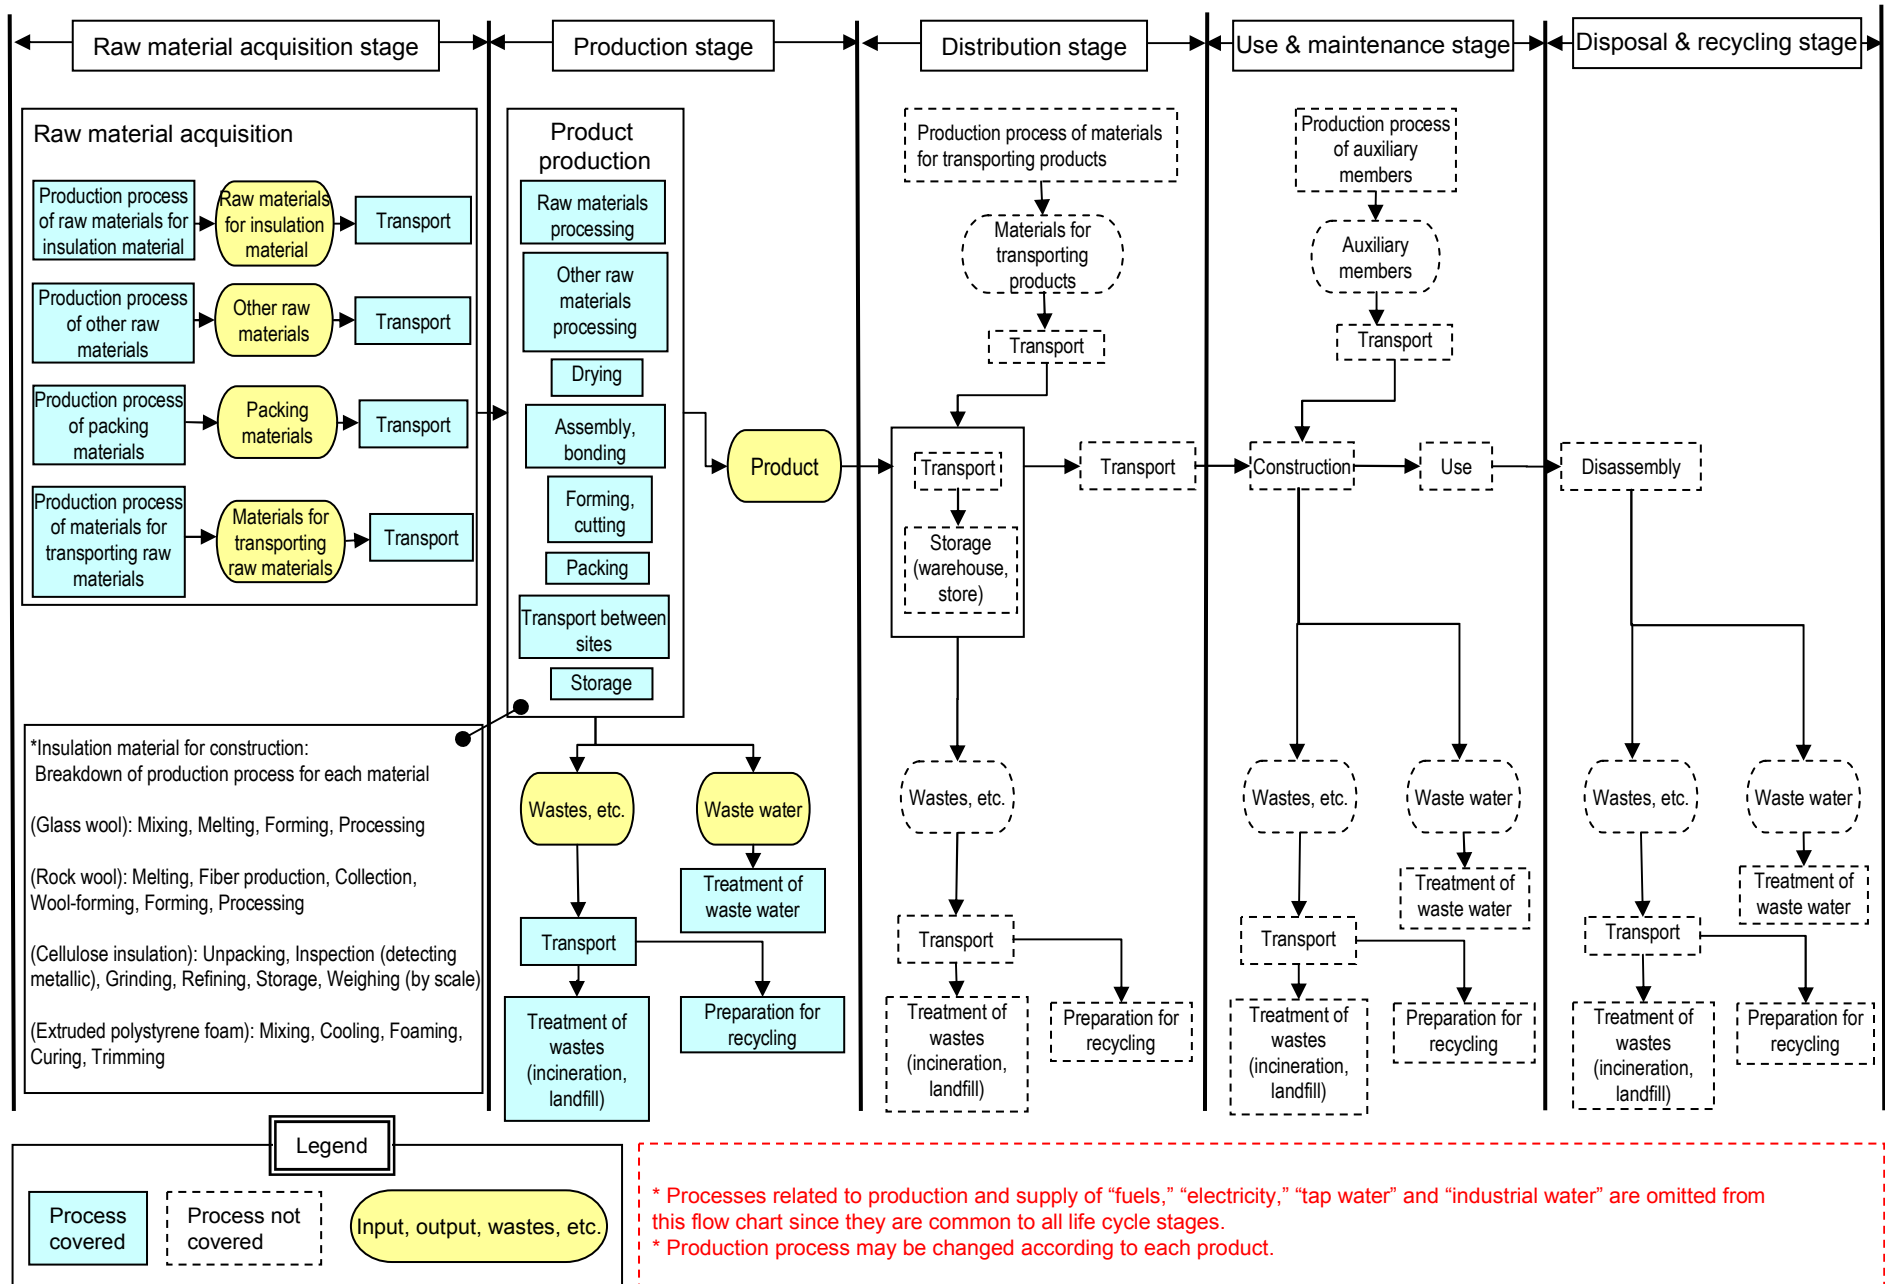 Raw material acquisition stage
Production stage
Distribution stage
Use & maintenance stage
Disposal & recycling stage
Raw material acquisition
Production process
of raw materials for
insulation material
Raw materials
for insulation
material
Transport
Production process
of other raw
materials
Other raw
materials
Transport
Production process
of packing
materials
Packing
materials
Transport
Production process
of materials for
transporting raw
materials
Materials for
transporting
raw materials
Transport
*Insulation material for construction:
Breakdown of production process for each material
(Glass wool): Mixing, Melting, Forming, Processing
(Rock wool): Melting, Fiber production, Collection,
Wool-forming, Forming, Processing
(Cellulose insulation): Unpacking, Inspection (detecting
metallic), Grinding, Refining, Storage, Weighing (by scale)
(Extruded polystyrene foam): Mixing, Cooling, Foaming,
Curing, Trimming
Product
production
Raw materials
processing
Other raw
materials
processing
Drying
Assembly,
bonding
Forming,
cutting
Packing
Transport between
sites
Storage
Product
Wastes, etc.
Waste water
Treatment of
waste water
Transport
Treatment of
wastes
(incineration,
landfill)
Preparation for
recycling
Production process of materials
for transporting products
Materials for
transporting
products
Transport
Transport
Storage
(warehouse,
store)
Transport
Wastes, etc.
Transport
Treatment of
wastes
(incineration,
landfill)
Preparation for
recycling
Production process
of auxiliary
members
Auxiliary
members
Transport
Construction
Use
Wastes, etc.
Waste water
Treatment of
waste water
Transport
Treatment of
wastes
(incineration,
landfill)
Preparation for
recycling
Disassembly
Wastes, etc.
Waste water
Treatment of
waste water
Transport
Treatment of
wastes
(incineration,
landfill)
Preparation for
recycling
Legend
Process
covered
Process not
covered
Input, output, wastes, etc.
* Processes related to production and supply of “fuels,” “electricity,” “tap water” and “industrial water” are omitted from
this flow chart since they are common to all life cycle stages.
* Production process may be changed according to each product.